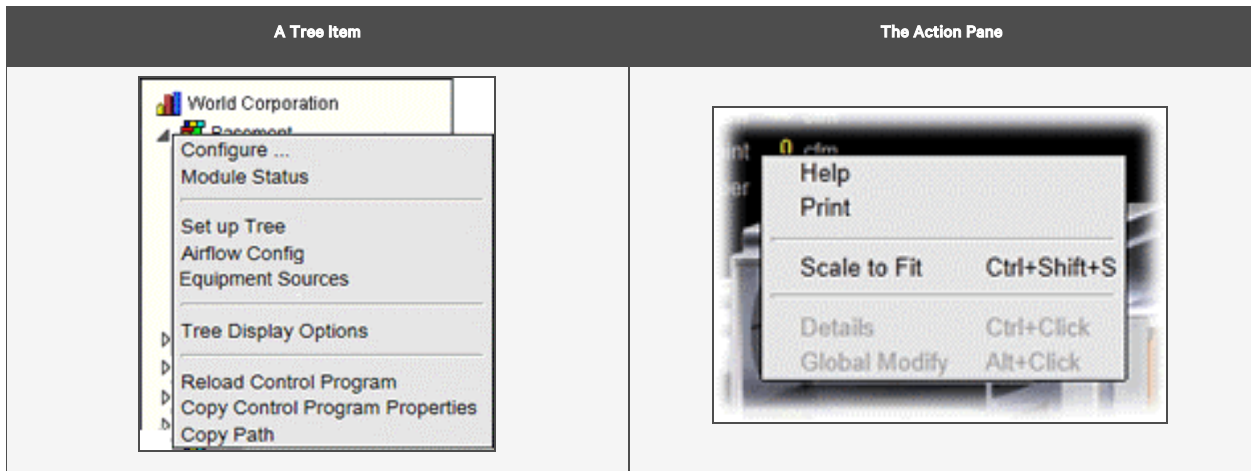 A Tree Item
The Action Pane
World Corporation
Basement
Configure ...
Module Status
Set up Tree
Airflow Config
Equipment Sources
Tree Display Options
Reload Control Program
Copy Control Program Properties
Copy Path
0 cfm
Help
Print
Scale to Fit Ctrl+Shift+S
Details Ctrl+Click
Global Modify Alt+Click